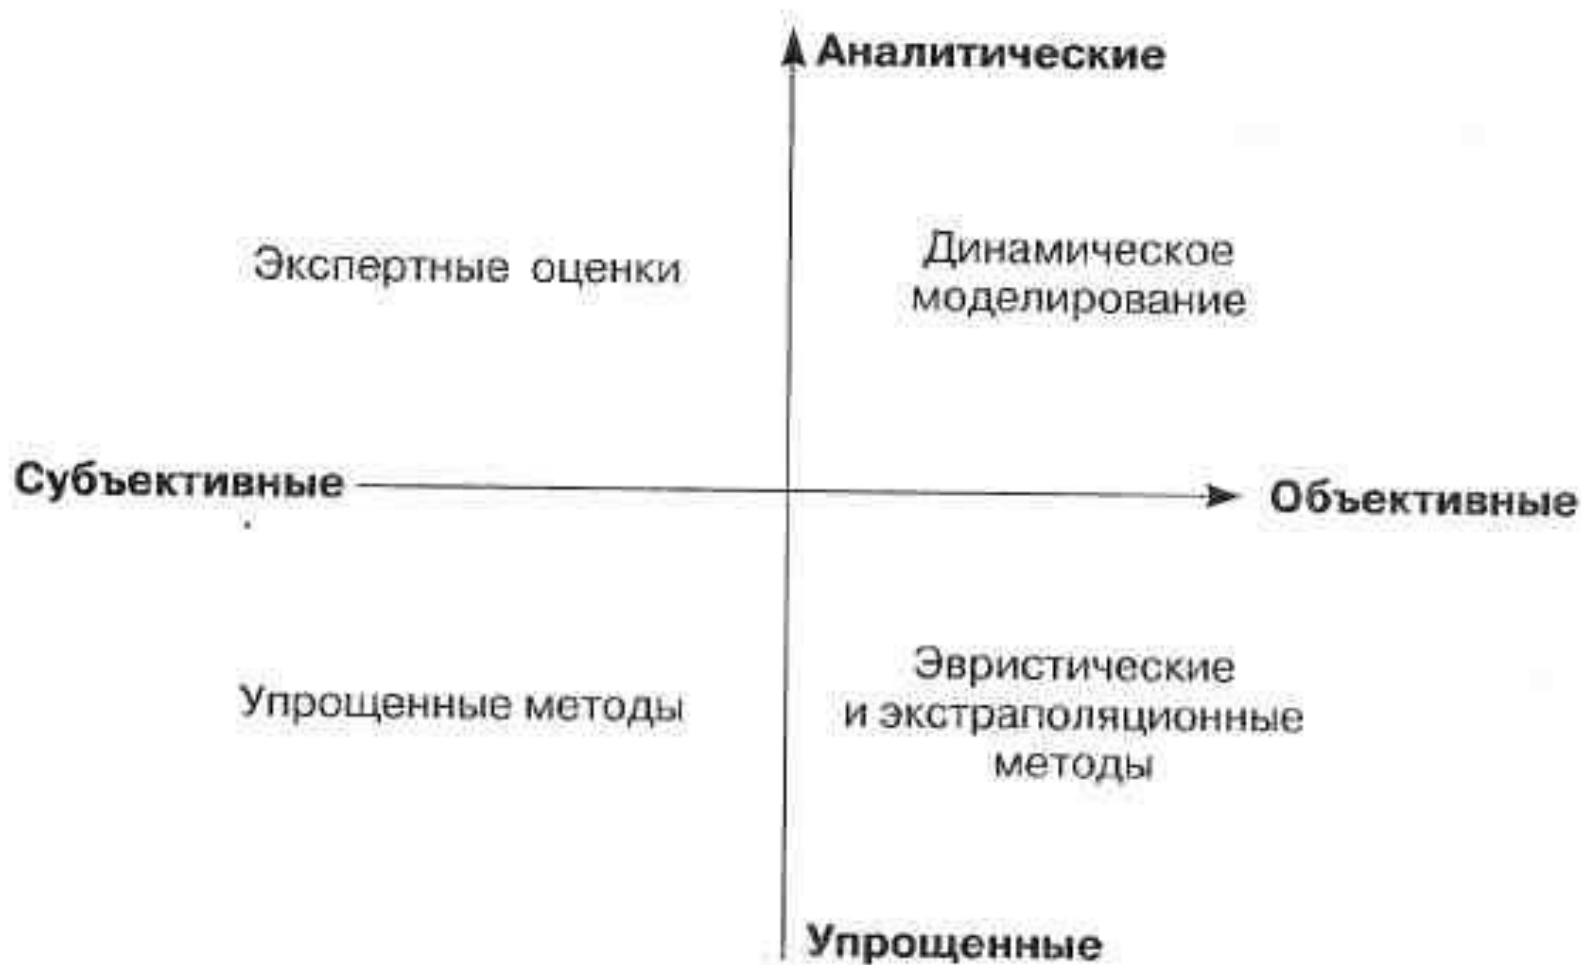 Аналитические
Экспертные оценки
Динамическое
моделирование
Субъективные
Объективные
Упрощенные методы
Эвристические
и экстраполяционные
методы
Упрощенные